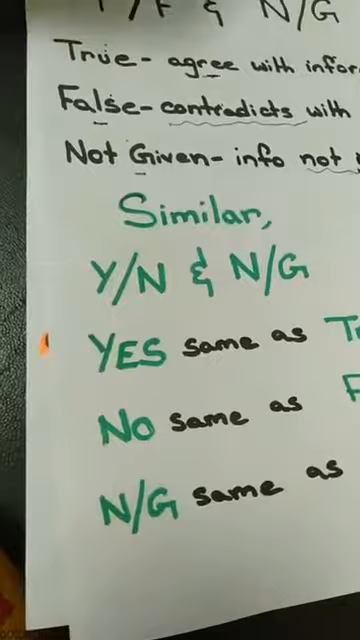 T/F & N/G
True- agree with infor
False- contradicts with
Not Given- info not
Similar,
Y/N & N/G
YES same as T
No same as F
N/G same as